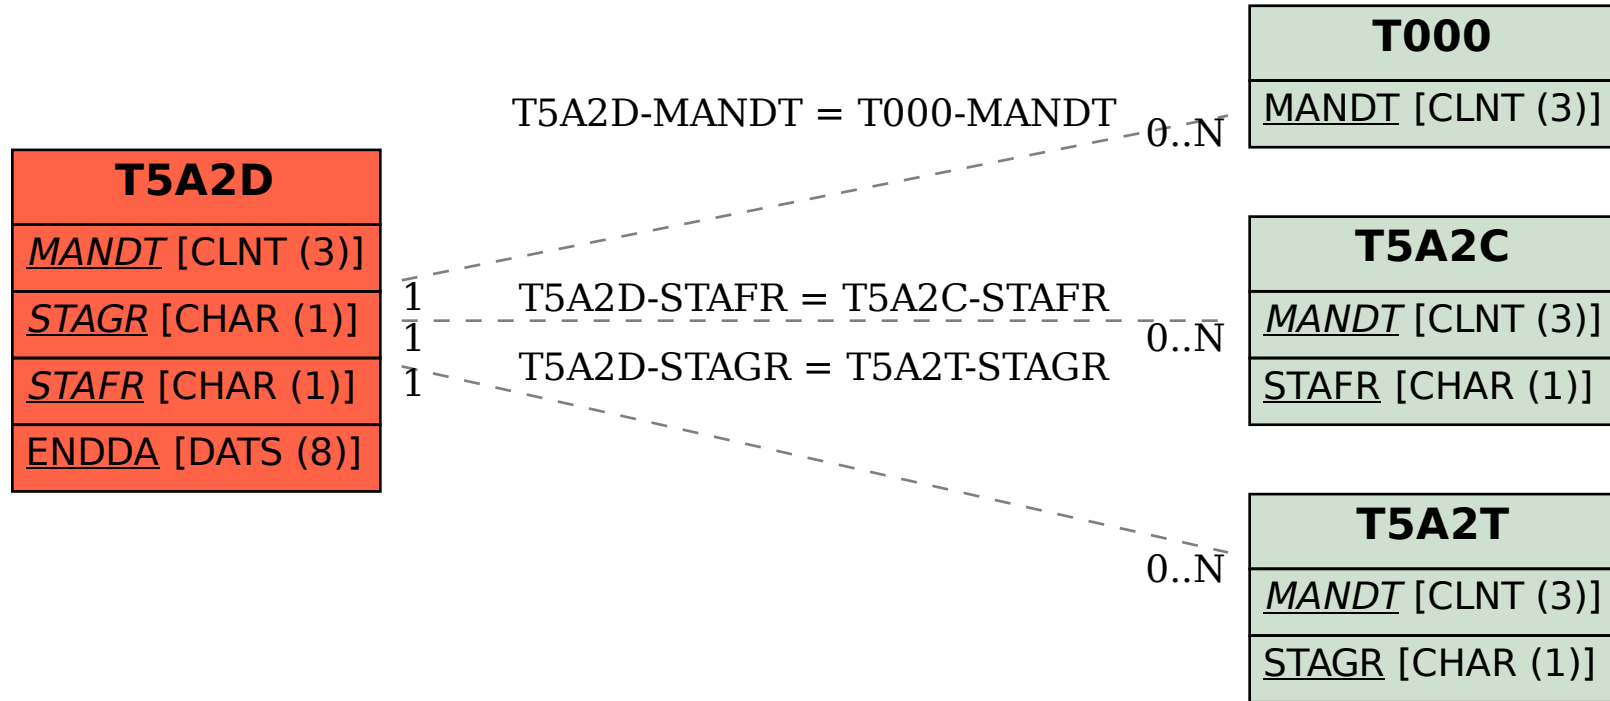 T5A2D
MANDT [CLNT (3)]
STAGR [CHAR (1)]
STAFR [CHAR (1)]
ENDDA [DATS (8)]
T5A2D-MANDT = T000-MANDT
0..N
1
T5A2D-STAFR = T5A2C-STAFR
1
0..N
T5A2D-STAGR = T5A2T-STAGR
1
0..N
T000
MANDT [CLNT (3)]
T5A2C
MANDT [CLNT (3)]
STAFR [CHAR (1)]
T5A2T
MANDT [CLNT (3)]
STAGR [CHAR (1)]